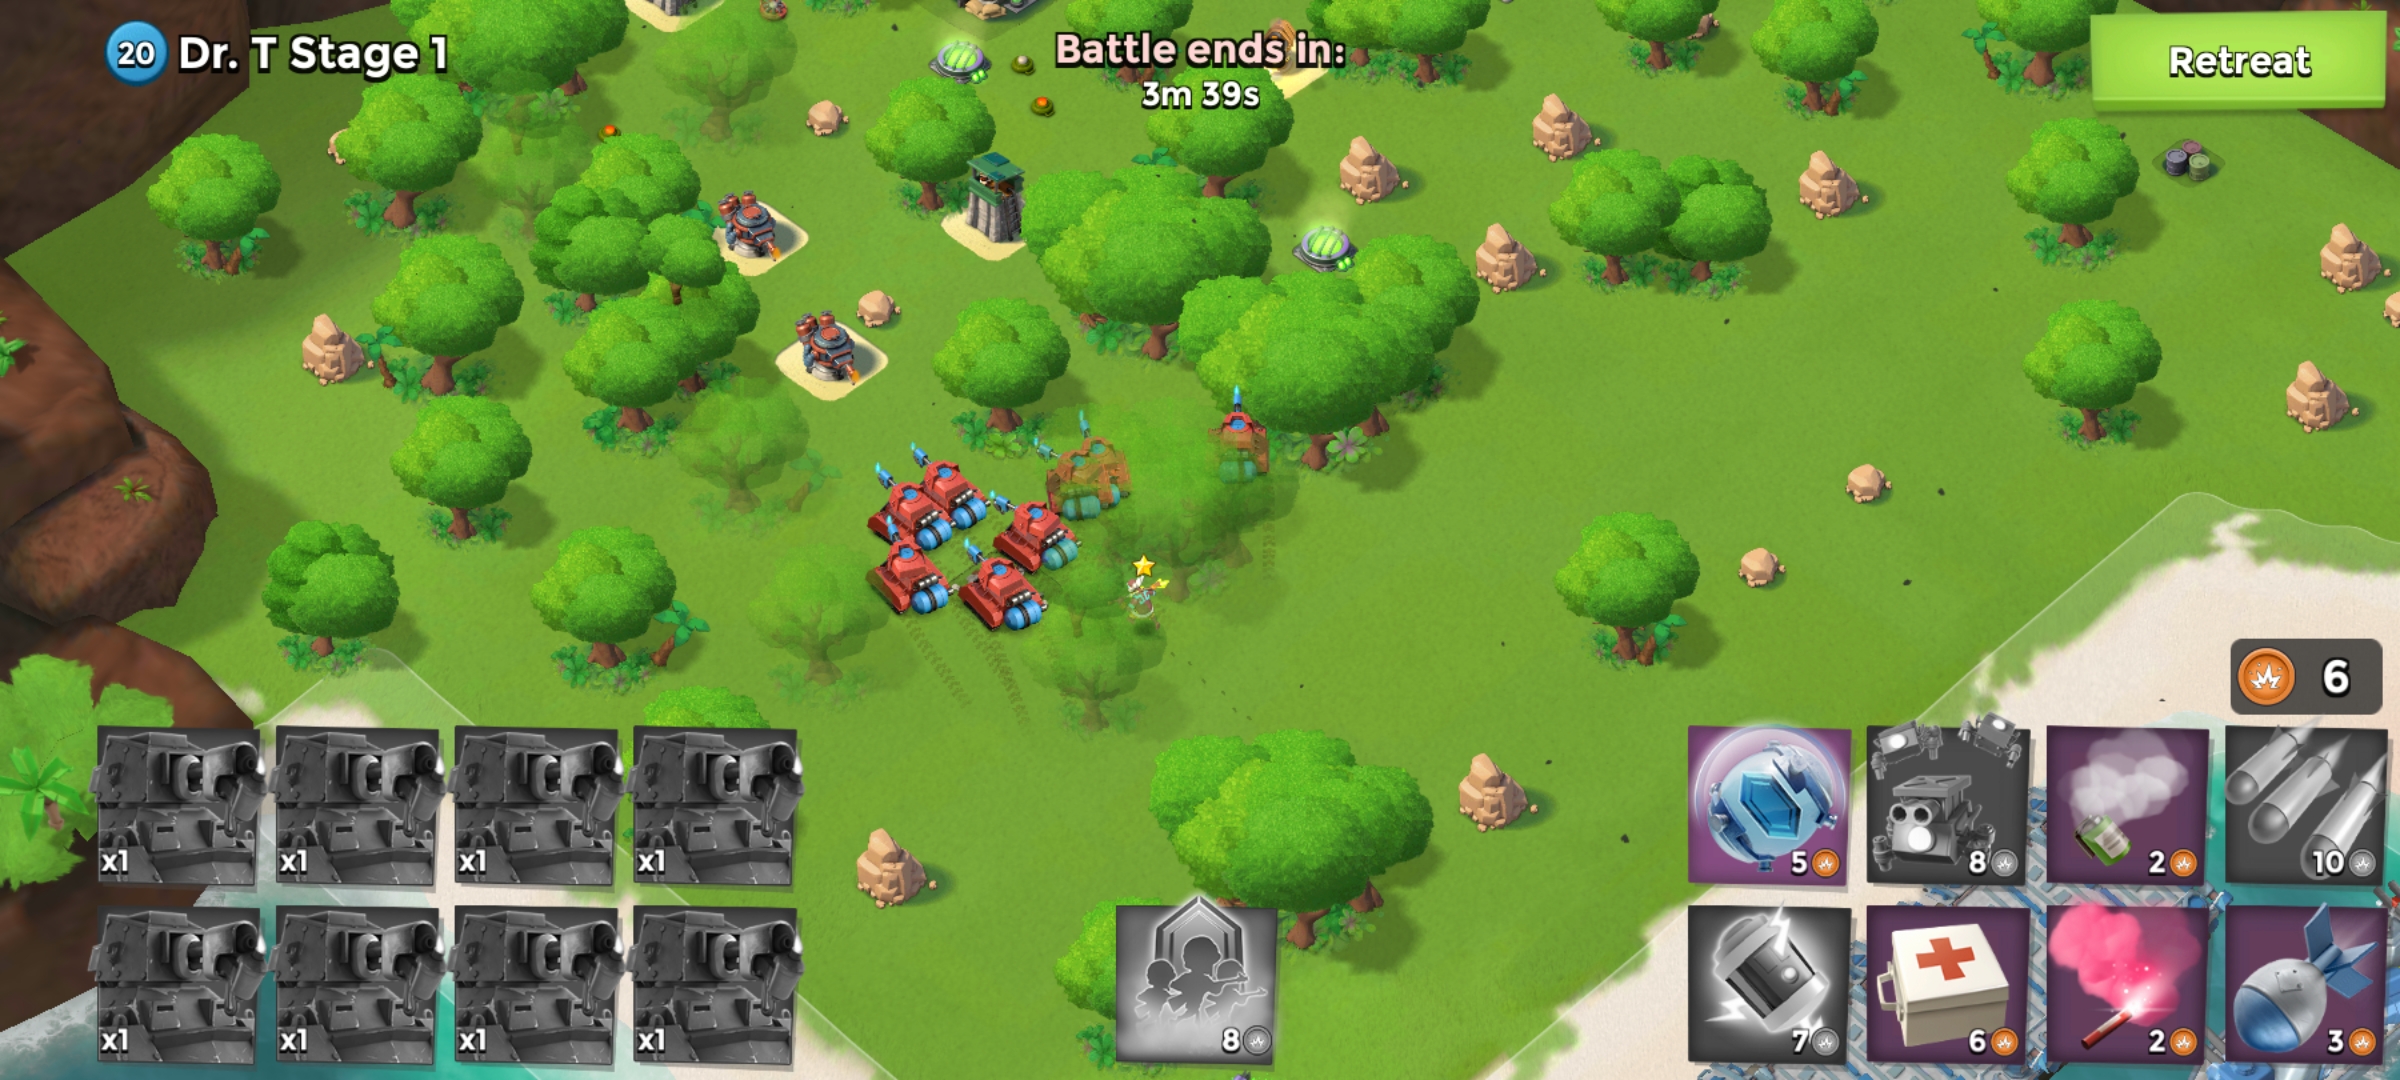 20 Dr. T Stage 1
Battle ends in:
3m 39s
Retreat
6
x1 x1 x1 x1
5 8 2 10
x1 x1 x1 x1
8
7 6 2 3